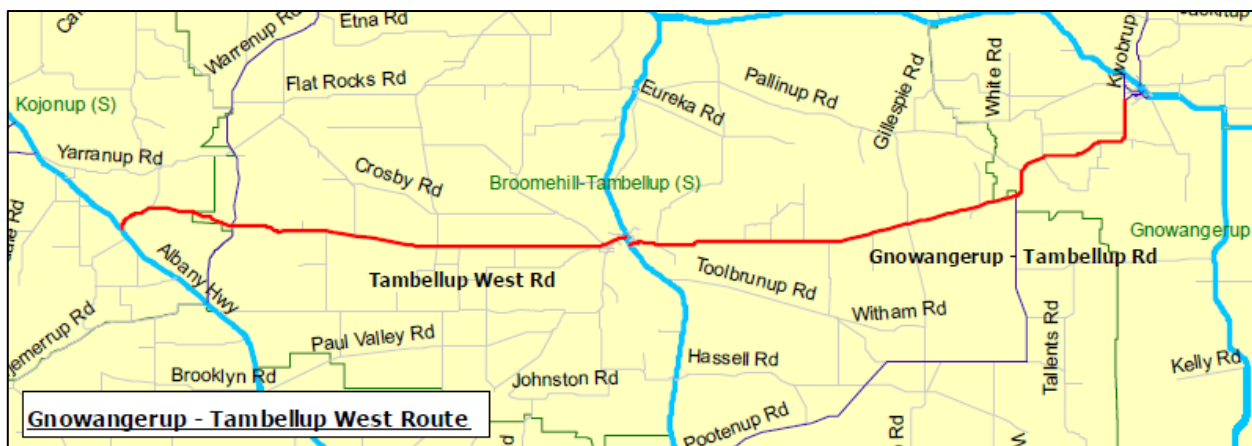 Warrenup Rd
Etna Rd
Kwobrup
Flat Rocks Rd
Pallinup Rd
Gillespie Rd
White Rd
Eureka Rd
Kojonup (S)
Yarranup Rd
Crosby Rd
Broomehill-Tambellup (S)
Gnowangerup
Albany Hwy
Tambellup West Rd
Gnowangerup - Tambellup Rd
Toolbrunup Rd
Witham Rd
Paul Valley Rd
Hassell Rd
Tallents Rd
Kelly Rd
Brooklyn Rd
Johnston Rd
Pootenup Rd
Gnowangerup - Tambellup West Route